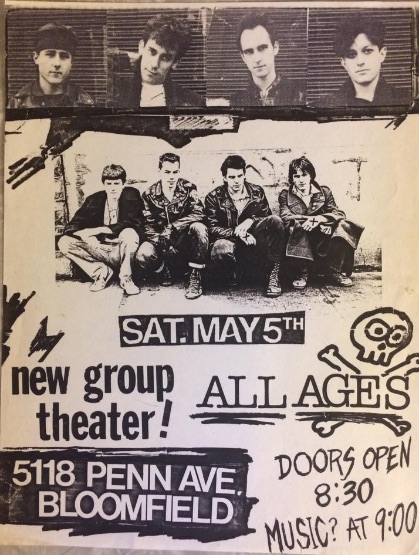 SAT. MAY 5TH
new group
theater!
ALL AGES
5118 PENN AVE.
BLOOMFIELD
DOORS OPEN
8:30
MUSIC? AT 9:00